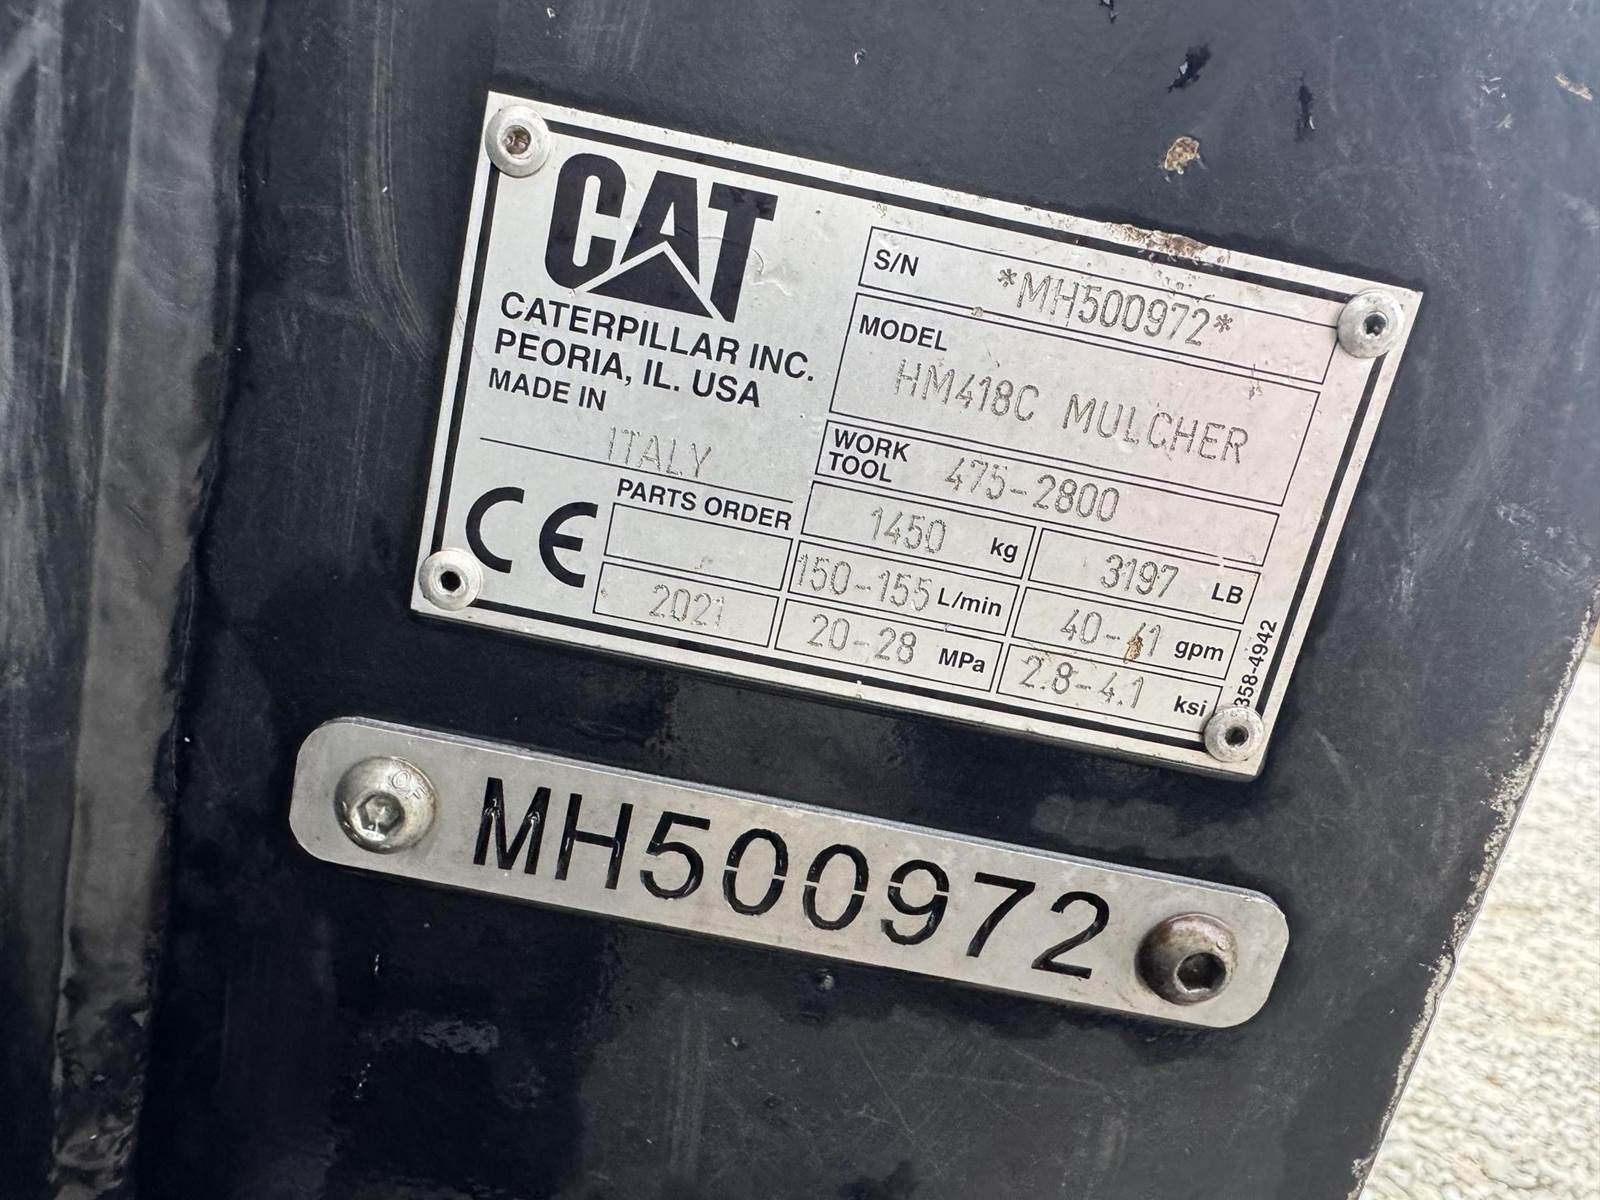 CAT
CATERPILLAR INC.
PEORIA, IL. USA
MADE IN
ITALY
CE
PARTS ORDER
2021
S/N *MH500972*
MODEL
HM418C MULCHER
WORK TOOL 475-2800
1450 kg 3197 LB
150-155 L/min 40-41 gpm
20-28 MPa 2.8-4.1 ksi
358-4942
MH500972